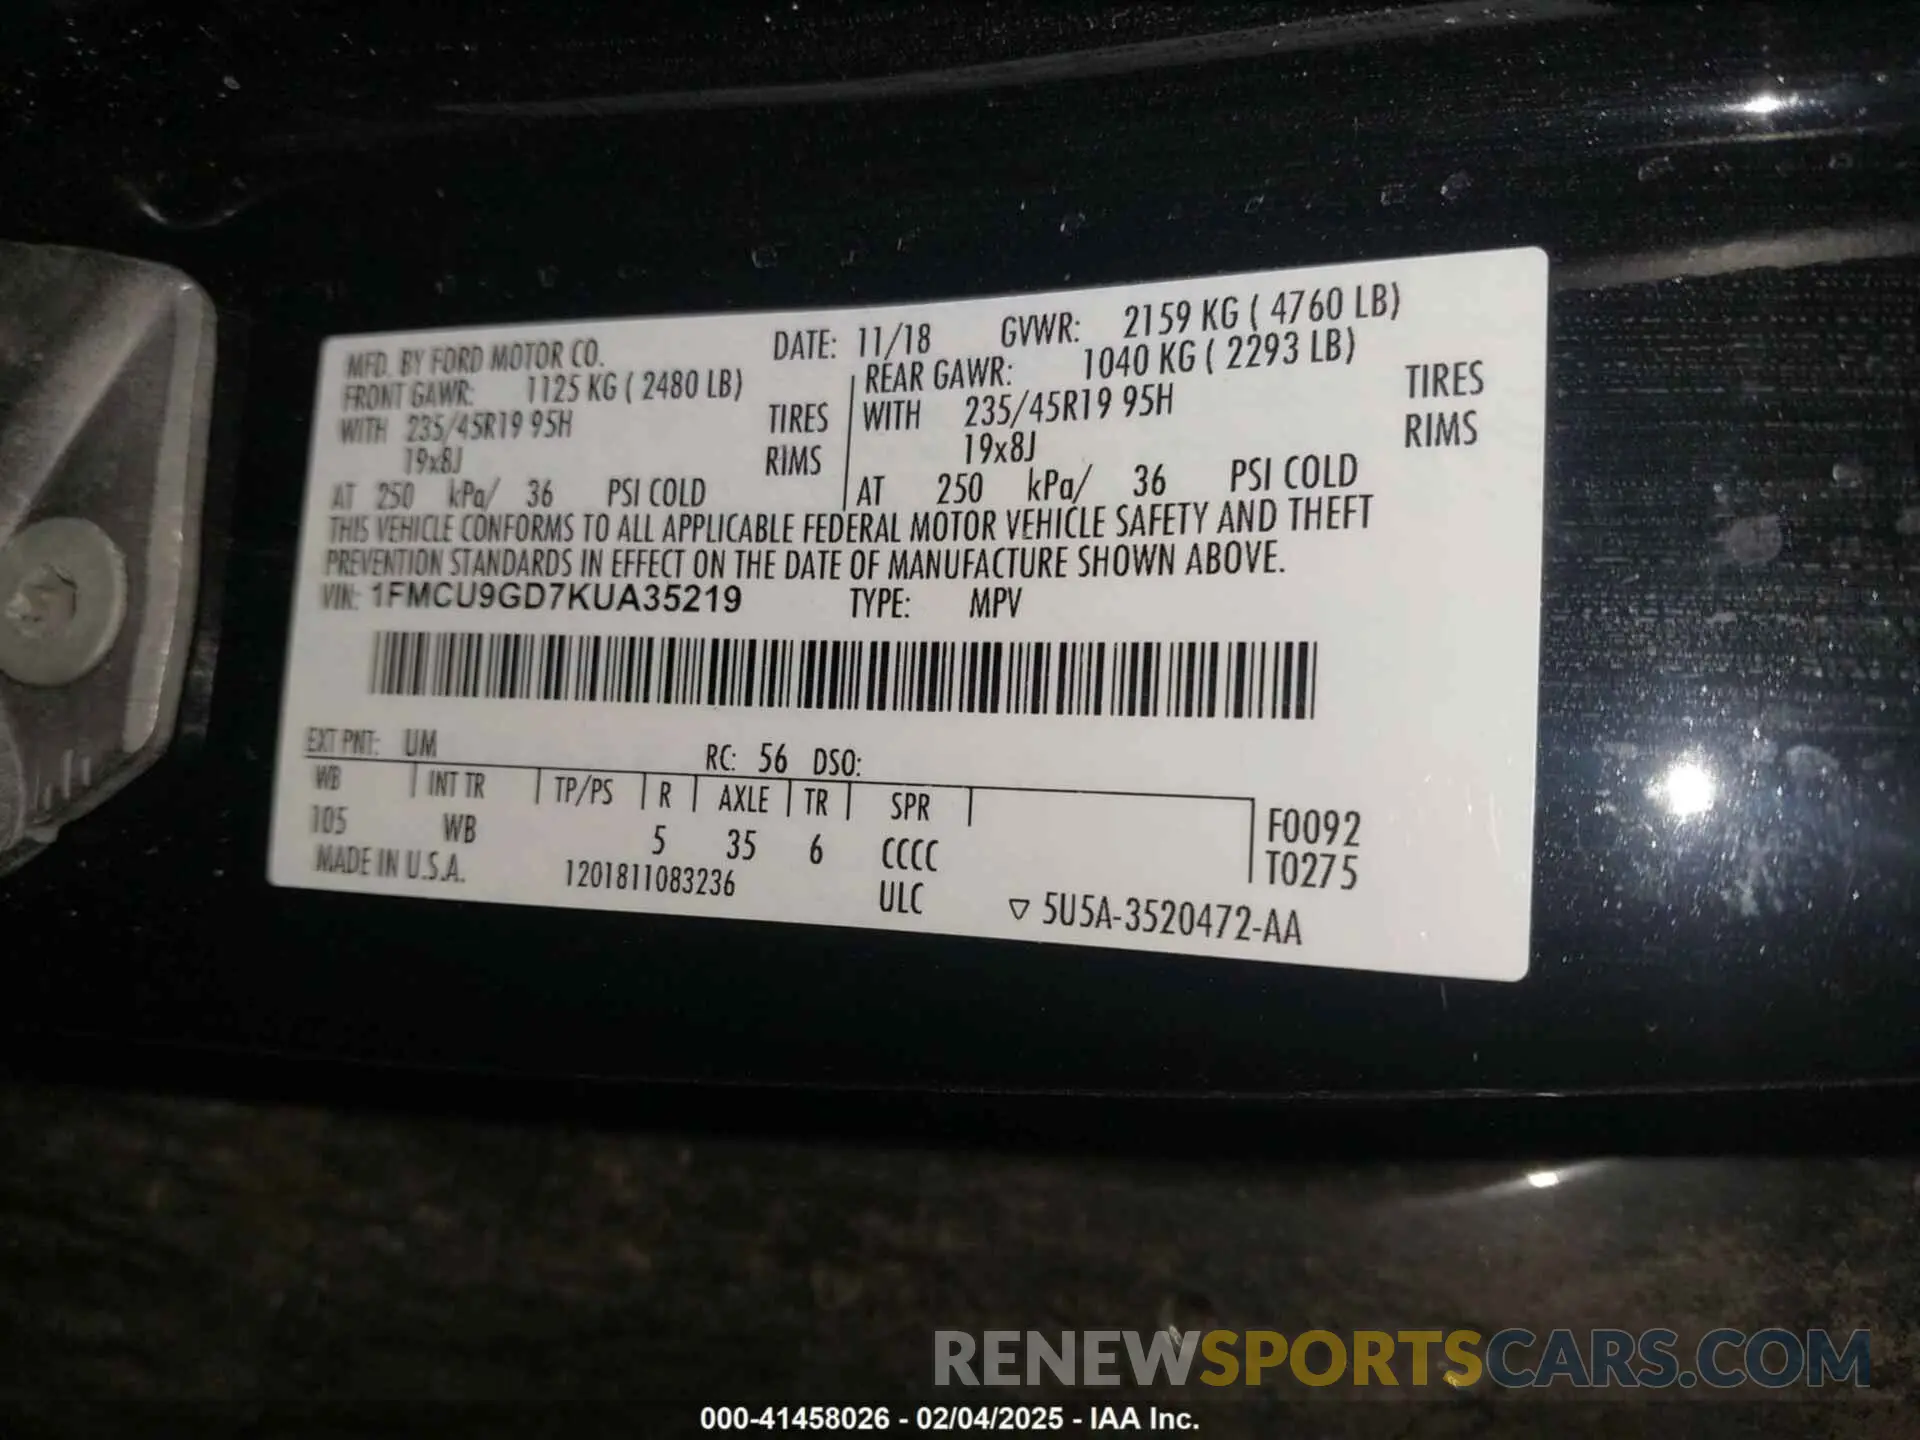 MFD. BY FORD MOTOR CO. DATE: 11/18 GVWR: 2159 KG ( 4760 LB)
FRONT GAWR: 1125 KG ( 2480 LB) REAR GAWR: 1040 KG ( 2293 LB)
WITH 235/45R19 95H TIRES WITH 235/45R19 95H TIRES
19x8J RIMS 19x8J RIMS
AT 250 kPa/ 36 PSI COLD AT 250 kPa/ 36 PSI COLD
THIS VEHICLE CONFORMS TO ALL APPLICABLE FEDERAL MOTOR VEHICLE SAFETY AND THEFT
PREVENTION STANDARDS IN EFFECT ON THE DATE OF MANUFACTURE SHOWN ABOVE.
VIN: 1FMCU9GD7KUA35219 TYPE: MPV
EXT PNT: UM RC: 56 DSO:
WB INT TR TP/PS R AXLE TR SPR F0092
105 WB 5 35 6 CCCC T0275
MADE IN U.S.A. 1201811083236 ULC ▽ 5U5A-3520472-AA
RENEWSPORTSCARS.COM
000-41458026 - 02/04/2025 - IAA Inc.